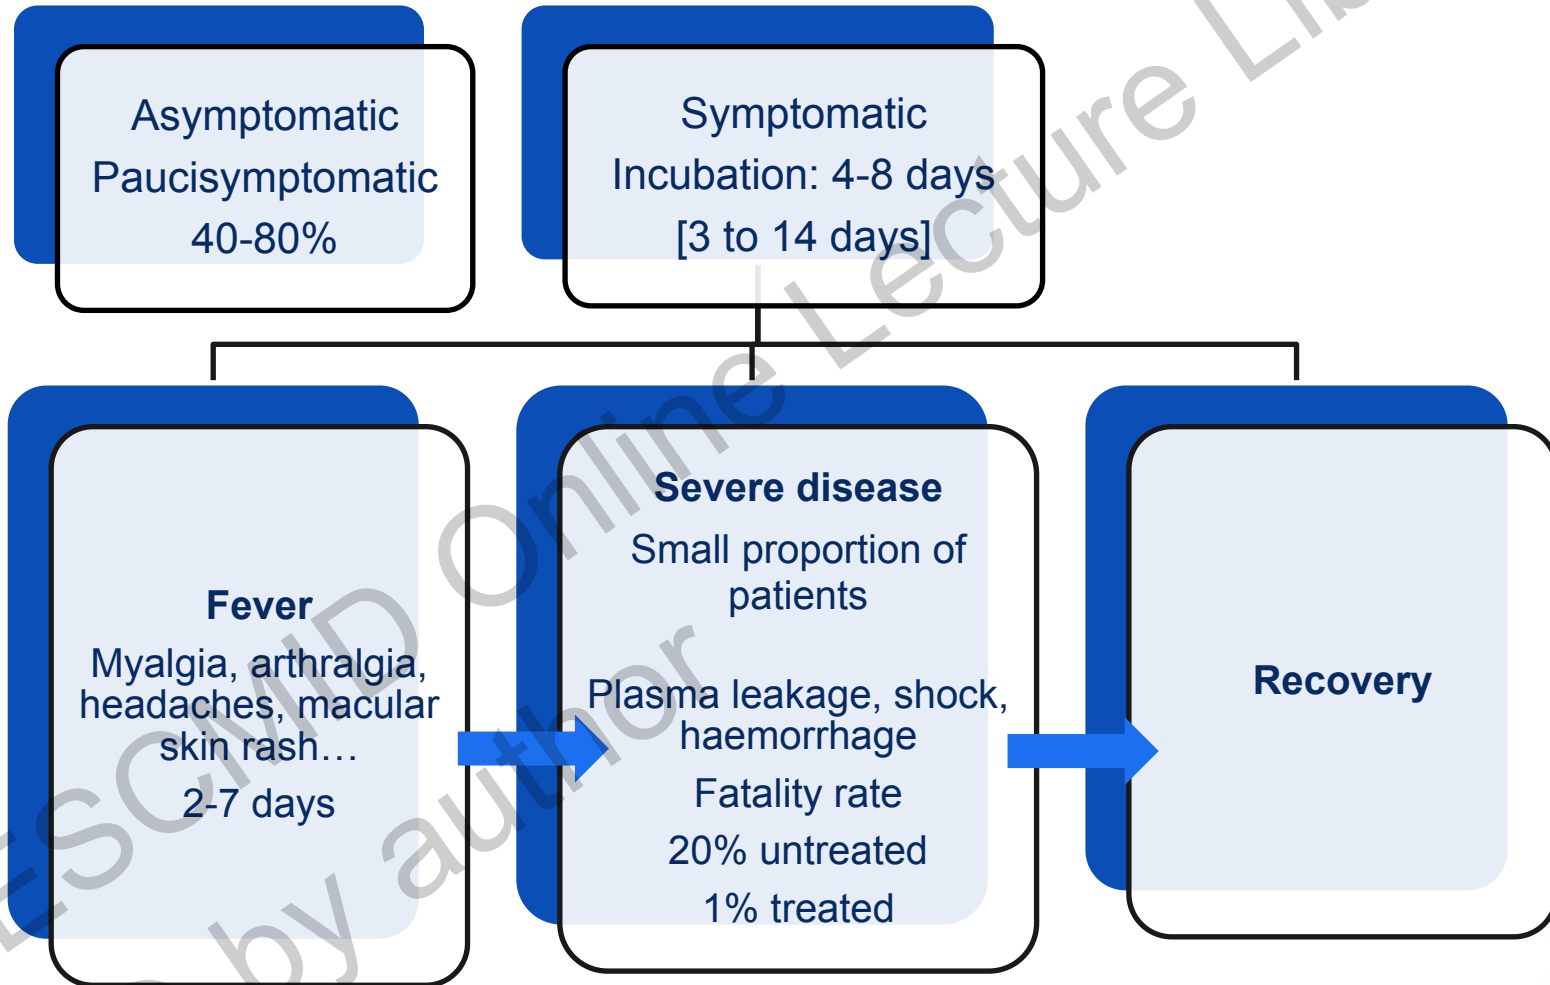 Asymptomatic
Paucisymptomatic
40-80%
Symptomatic
Incubation: 4-8 days
[3 to 14 days]
Fever
Myalgia, arthralgia,
headaches, macular
skin rash…
2-7 days
Severe disease
Small proportion of
patients
Plasma leakage, shock,
haemorrhage
Fatality rate
20% untreated
1% treated
Recovery
ESCMID Online Lecture
by author